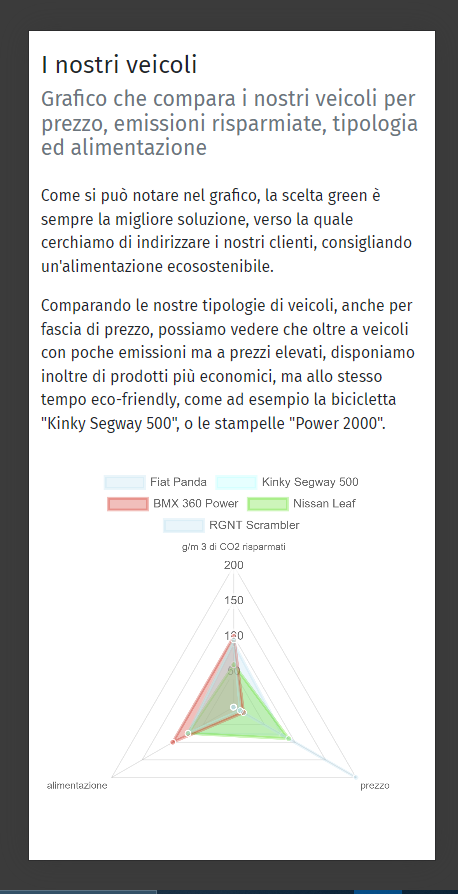 I nostri veicoli
Grafico che compara i nostri veicoli per
prezzo, emissioni risparmiate, tipologia
ed alimentazione
Come si può notare nel grafico, la scelta green è
sempre la migliore soluzione, verso la quale
cerchiamo di indirizzare i nostri clienti, consigliando
un'alimentazione ecosostenibile.
Comparando le nostre tipologie di veicoli, anche per
fascia di prezzo, possiamo vedere che oltre a veicoli
con poche emissioni ma a prezzi elevati, disponiamo
inoltre di prodotti più economici, ma allo stesso
tempo eco-friendly, come ad esempio la bicicletta
"Kinky Segway 500", o le stampelle "Power 2000".
Fiat Panda Kinky Segway 500
BMX 360 Power Nissan Leaf
RGNT Scrambler
g/m 3 di CO2 risparmati
200
150
100
50
alimentazione prezzo